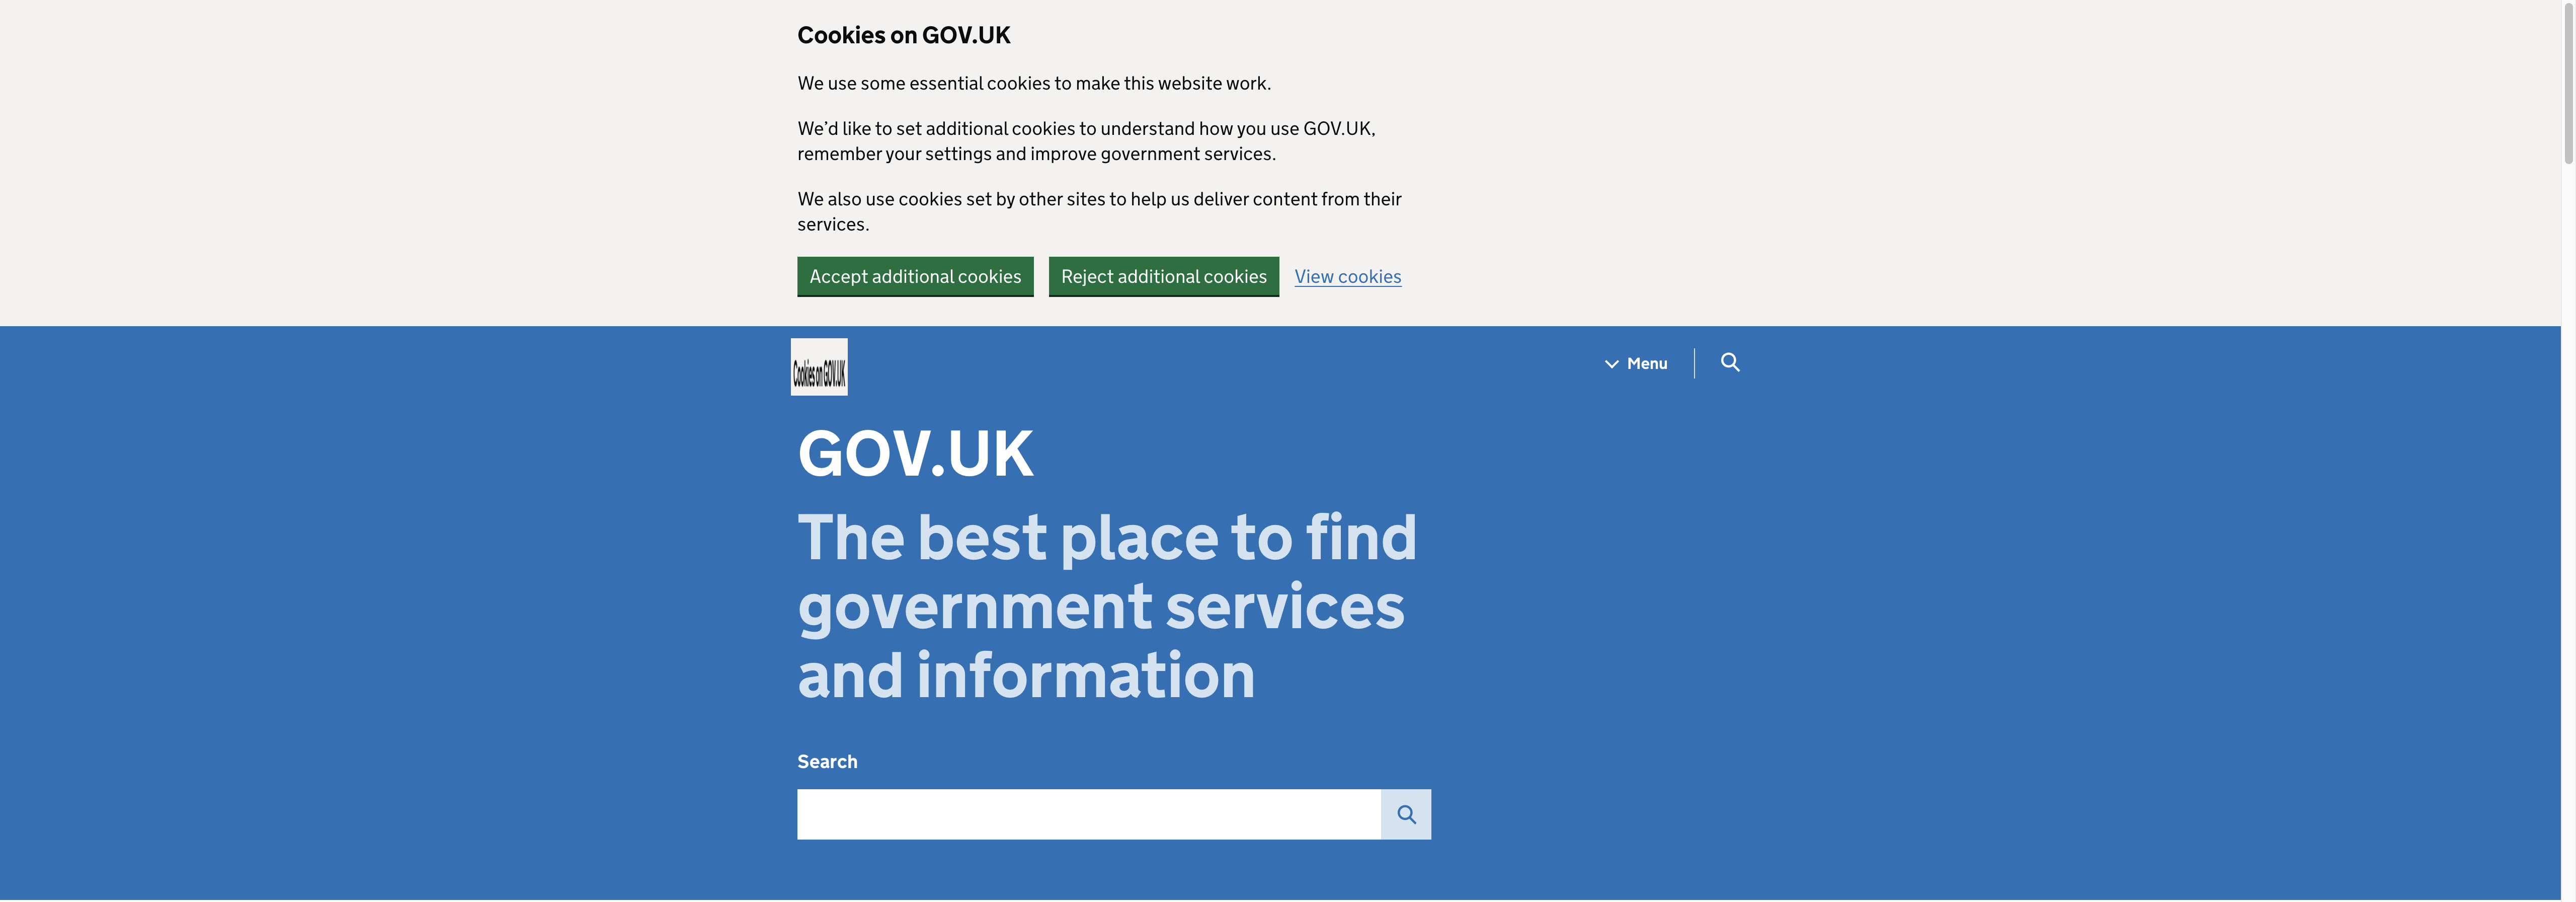 Cookies on GOV.UK
We use some essential cookies to make this website work.
We’d like to set additional cookies to understand how you use GOV.UK,
remember your settings and improve government services.
We also use cookies set by other sites to help us deliver content from their
services.
Accept additional cookies Reject additional cookies View cookies
Cookies on GOV.UK Menu
GOV.UK
The best place to find
government services
and information
Search